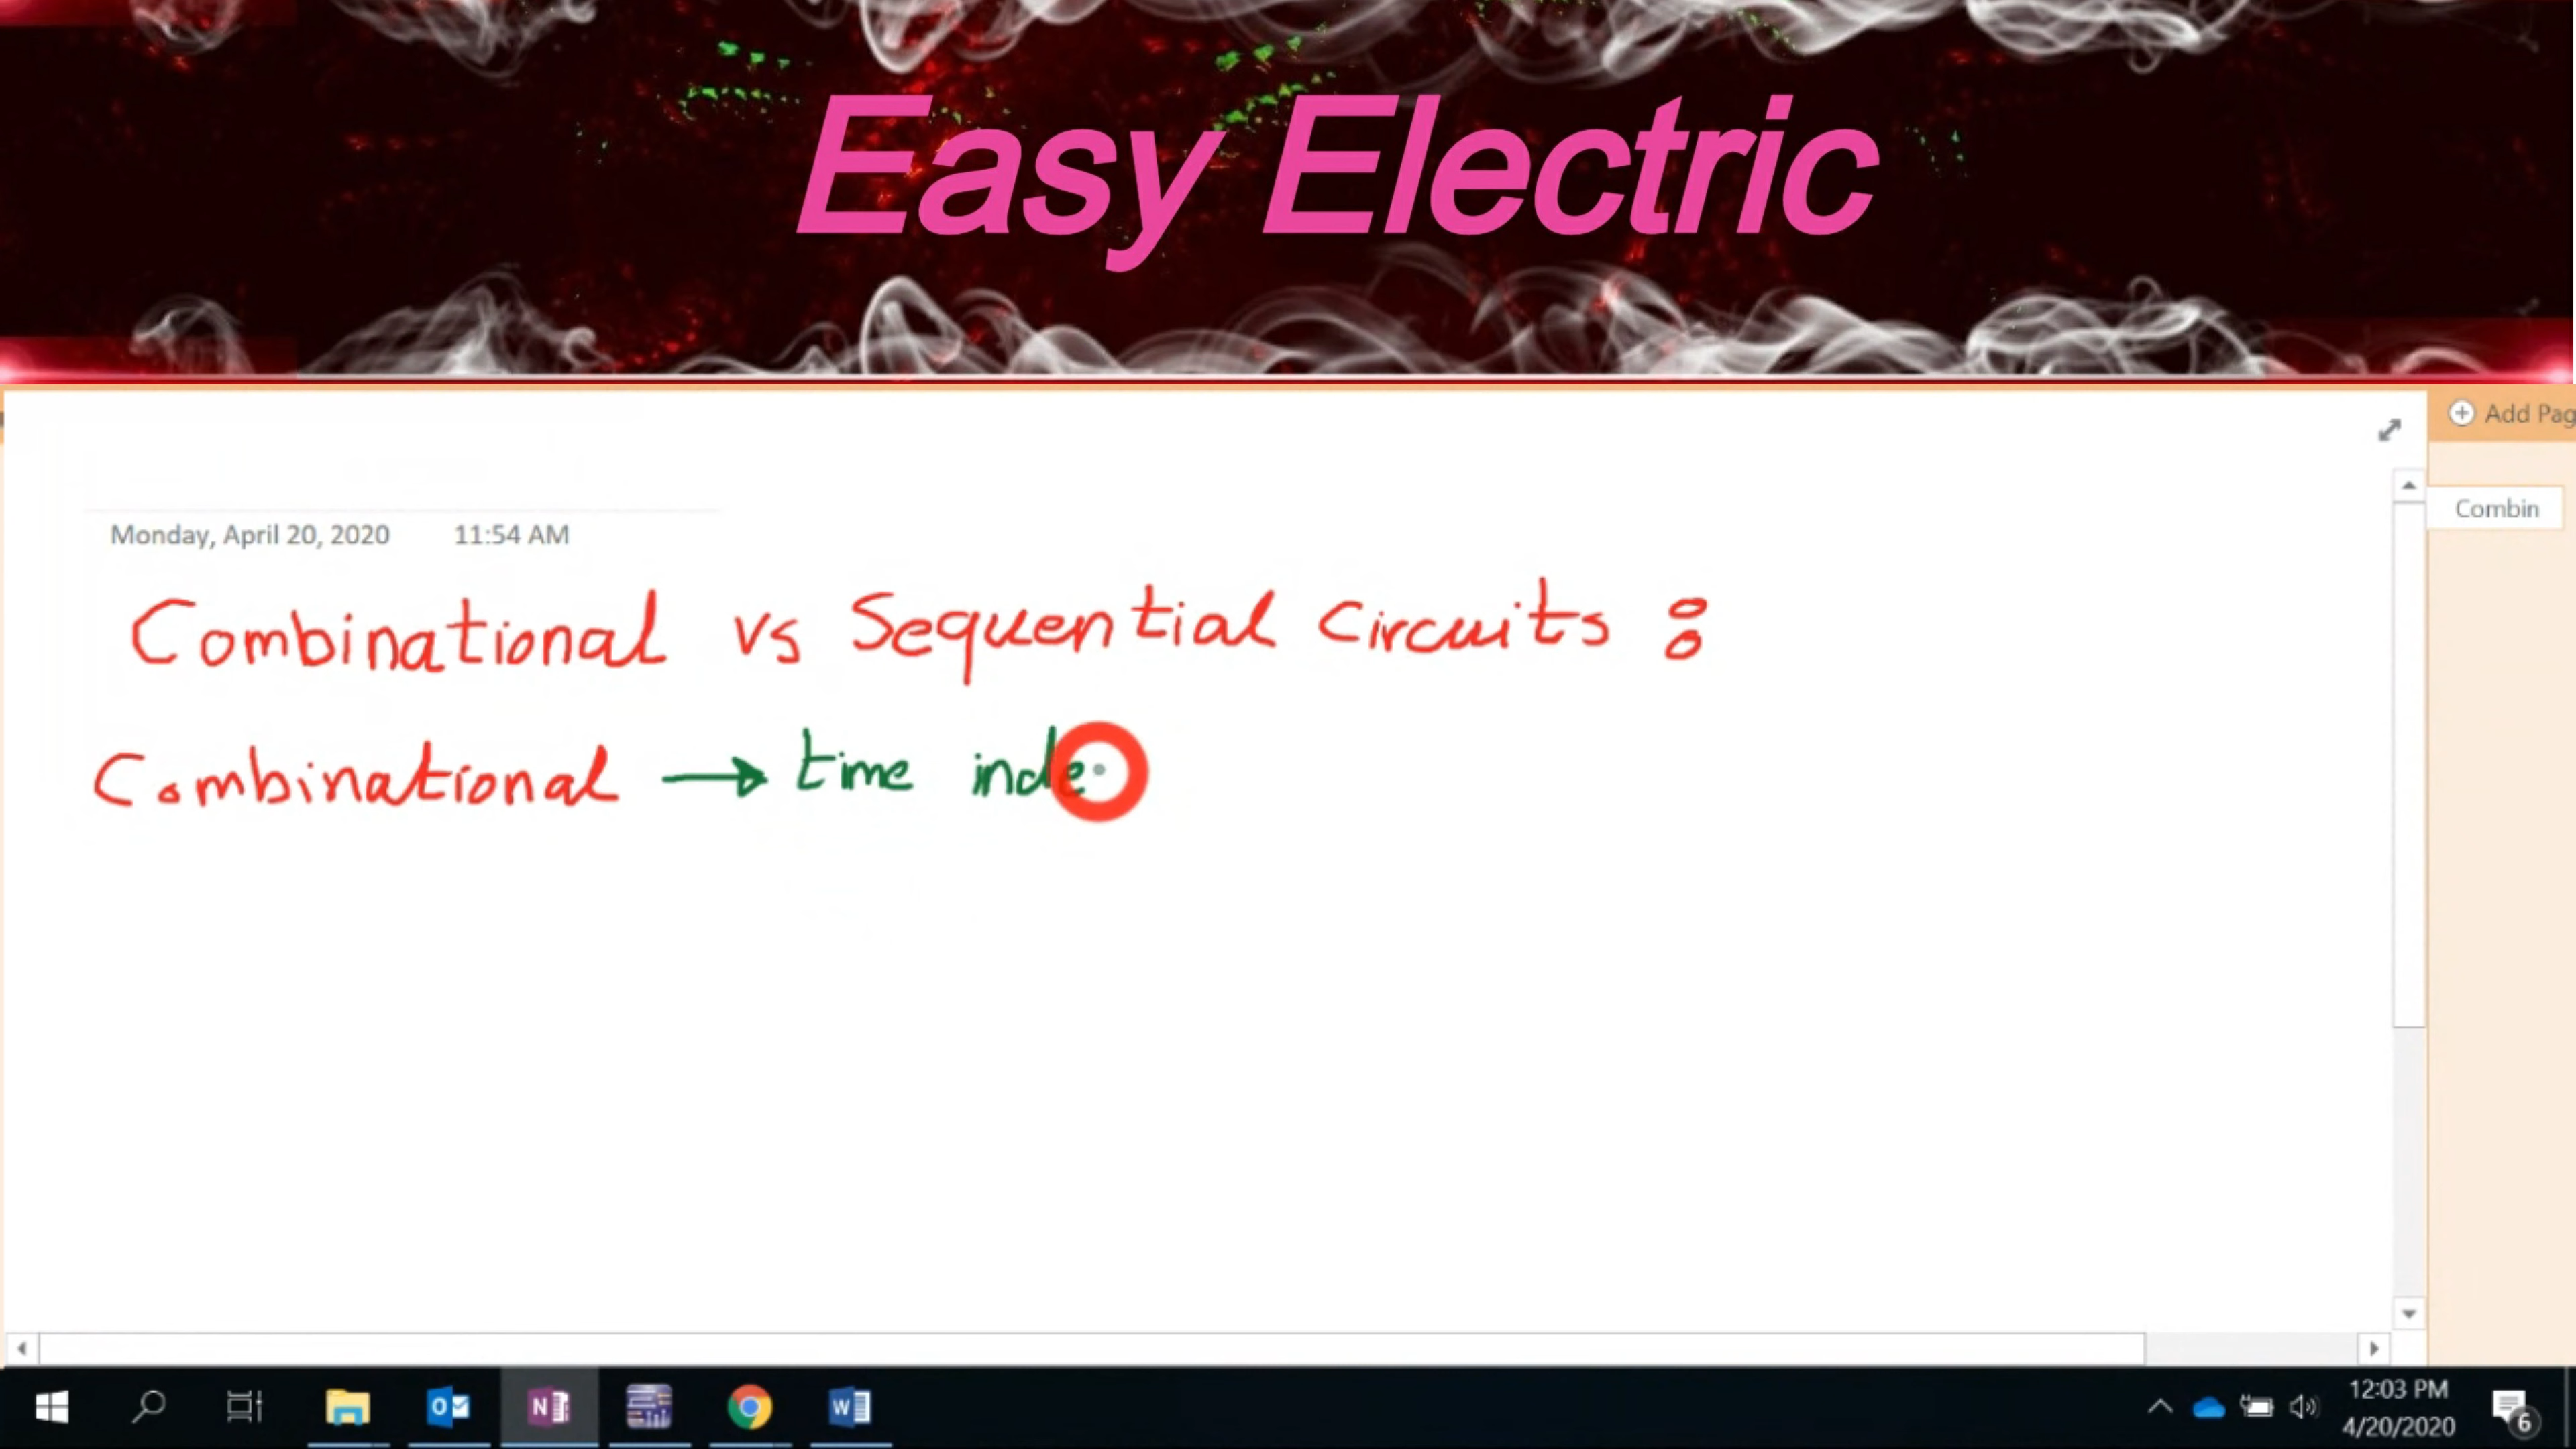 Easy Electric
Add Pag
Combin
Monday, April 20, 2020 11:54 AM
Combinational vs Sequential Circuits :
Combinational → time inde
12:03 PM
4/20/2020
6